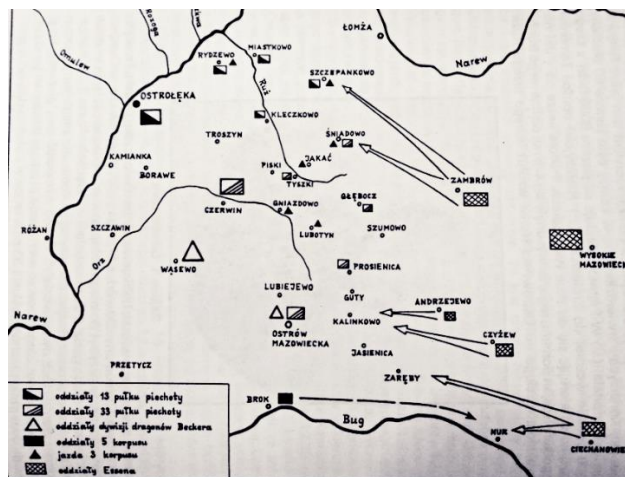 Omulew
Rozoga
ŁOMŻA
Narew
MIASTKOWO
RYDZEWO
SZCZEPANKOWO
Ruż
OSTROŁĘKA
KLECZKOWO
TROSZYN
ŚNIADOWO
JAKAĆ
KAMIANKA
BORAWE
PISKI
TYSZKI
ZAMBRÓW
CZERWIN
GNIAZDOWO
GŁĘBOCZ
RÓŻAN
SZCZAWIN
LUBOTYN
SZUMOWO
WYSOKIE
MAZOWIECK
Orz
WĄSEWO
PROSIENICA
Narew
LUBIEJEWO
GUTY
ANDRZEJEWO
KALINKOWO
OSTRÓW
MAZOWIECKA
CZYŻEW
JASIENICA
PRZETYCZ
ZARĘBY
BROK
Bug
NUR
CIECHANOWIE
oddziały 13 pułku piechoty
oddziały 33 pułku piechoty
oddziały dywizji dragonów Beckera
oddziały 5 korpusu
jazda 3 korpusu
oddziały Essena